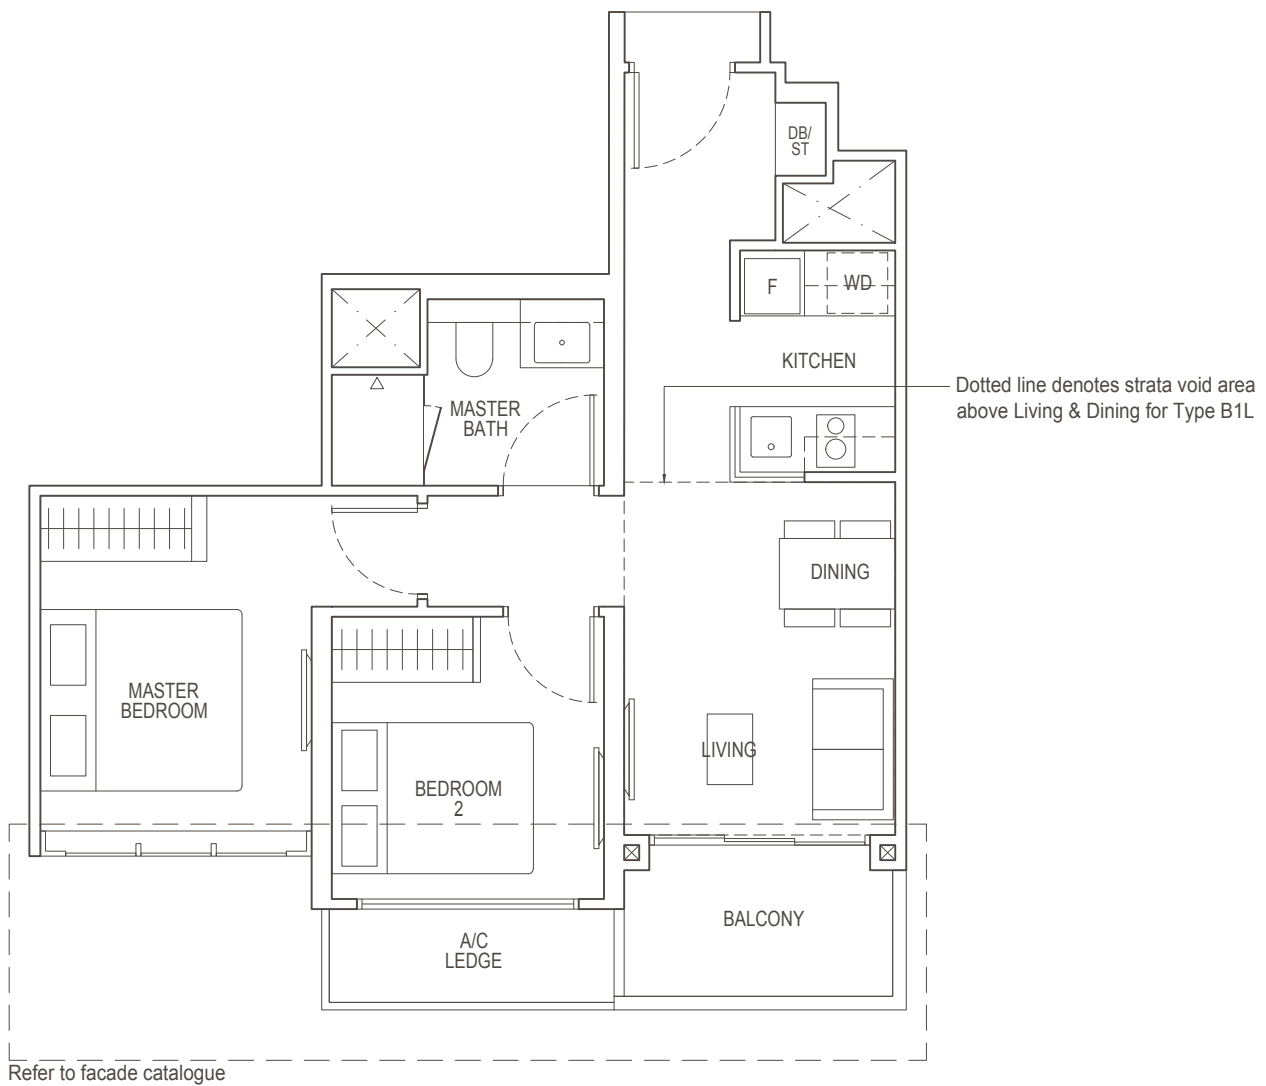 DB/
ST
F
WD
KITCHEN
Dotted line denotes strata void area
above Living & Dining for Type B1L
MASTER
BATH
DINING
MASTER
BEDROOM
LIVING
BEDROOM
2
BALCONY
A/C
LEDGE
Refer to facade catalogue